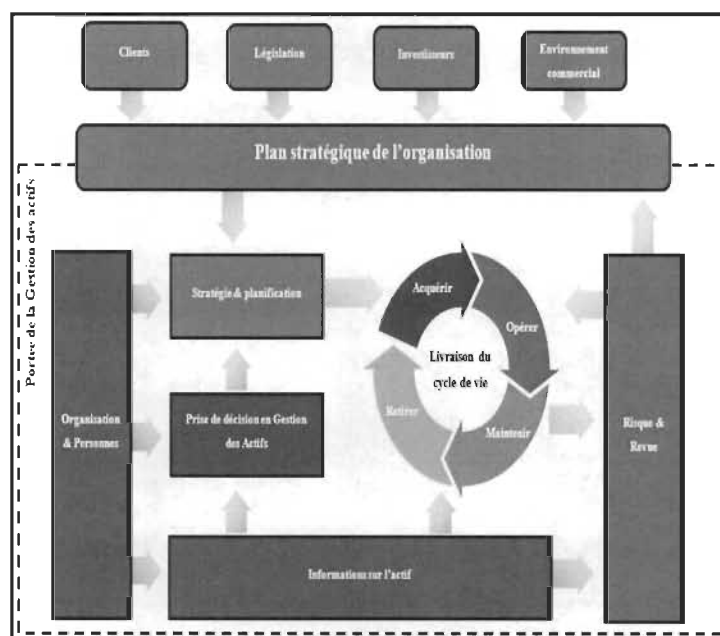 Clients
Législation
Investisseurs
Environnement
commercial
Plan stratégique de l'organisation
Portée de la Gestion des actifs
Stratégie & planification
Acquérir
Opérer
Livraison du
cycle de vie
Retirer
Maintenir
Organisation
& Personnes
Prise de décision en Gestion
des Actifs
Risque &
Revue
Informations sur l'actif